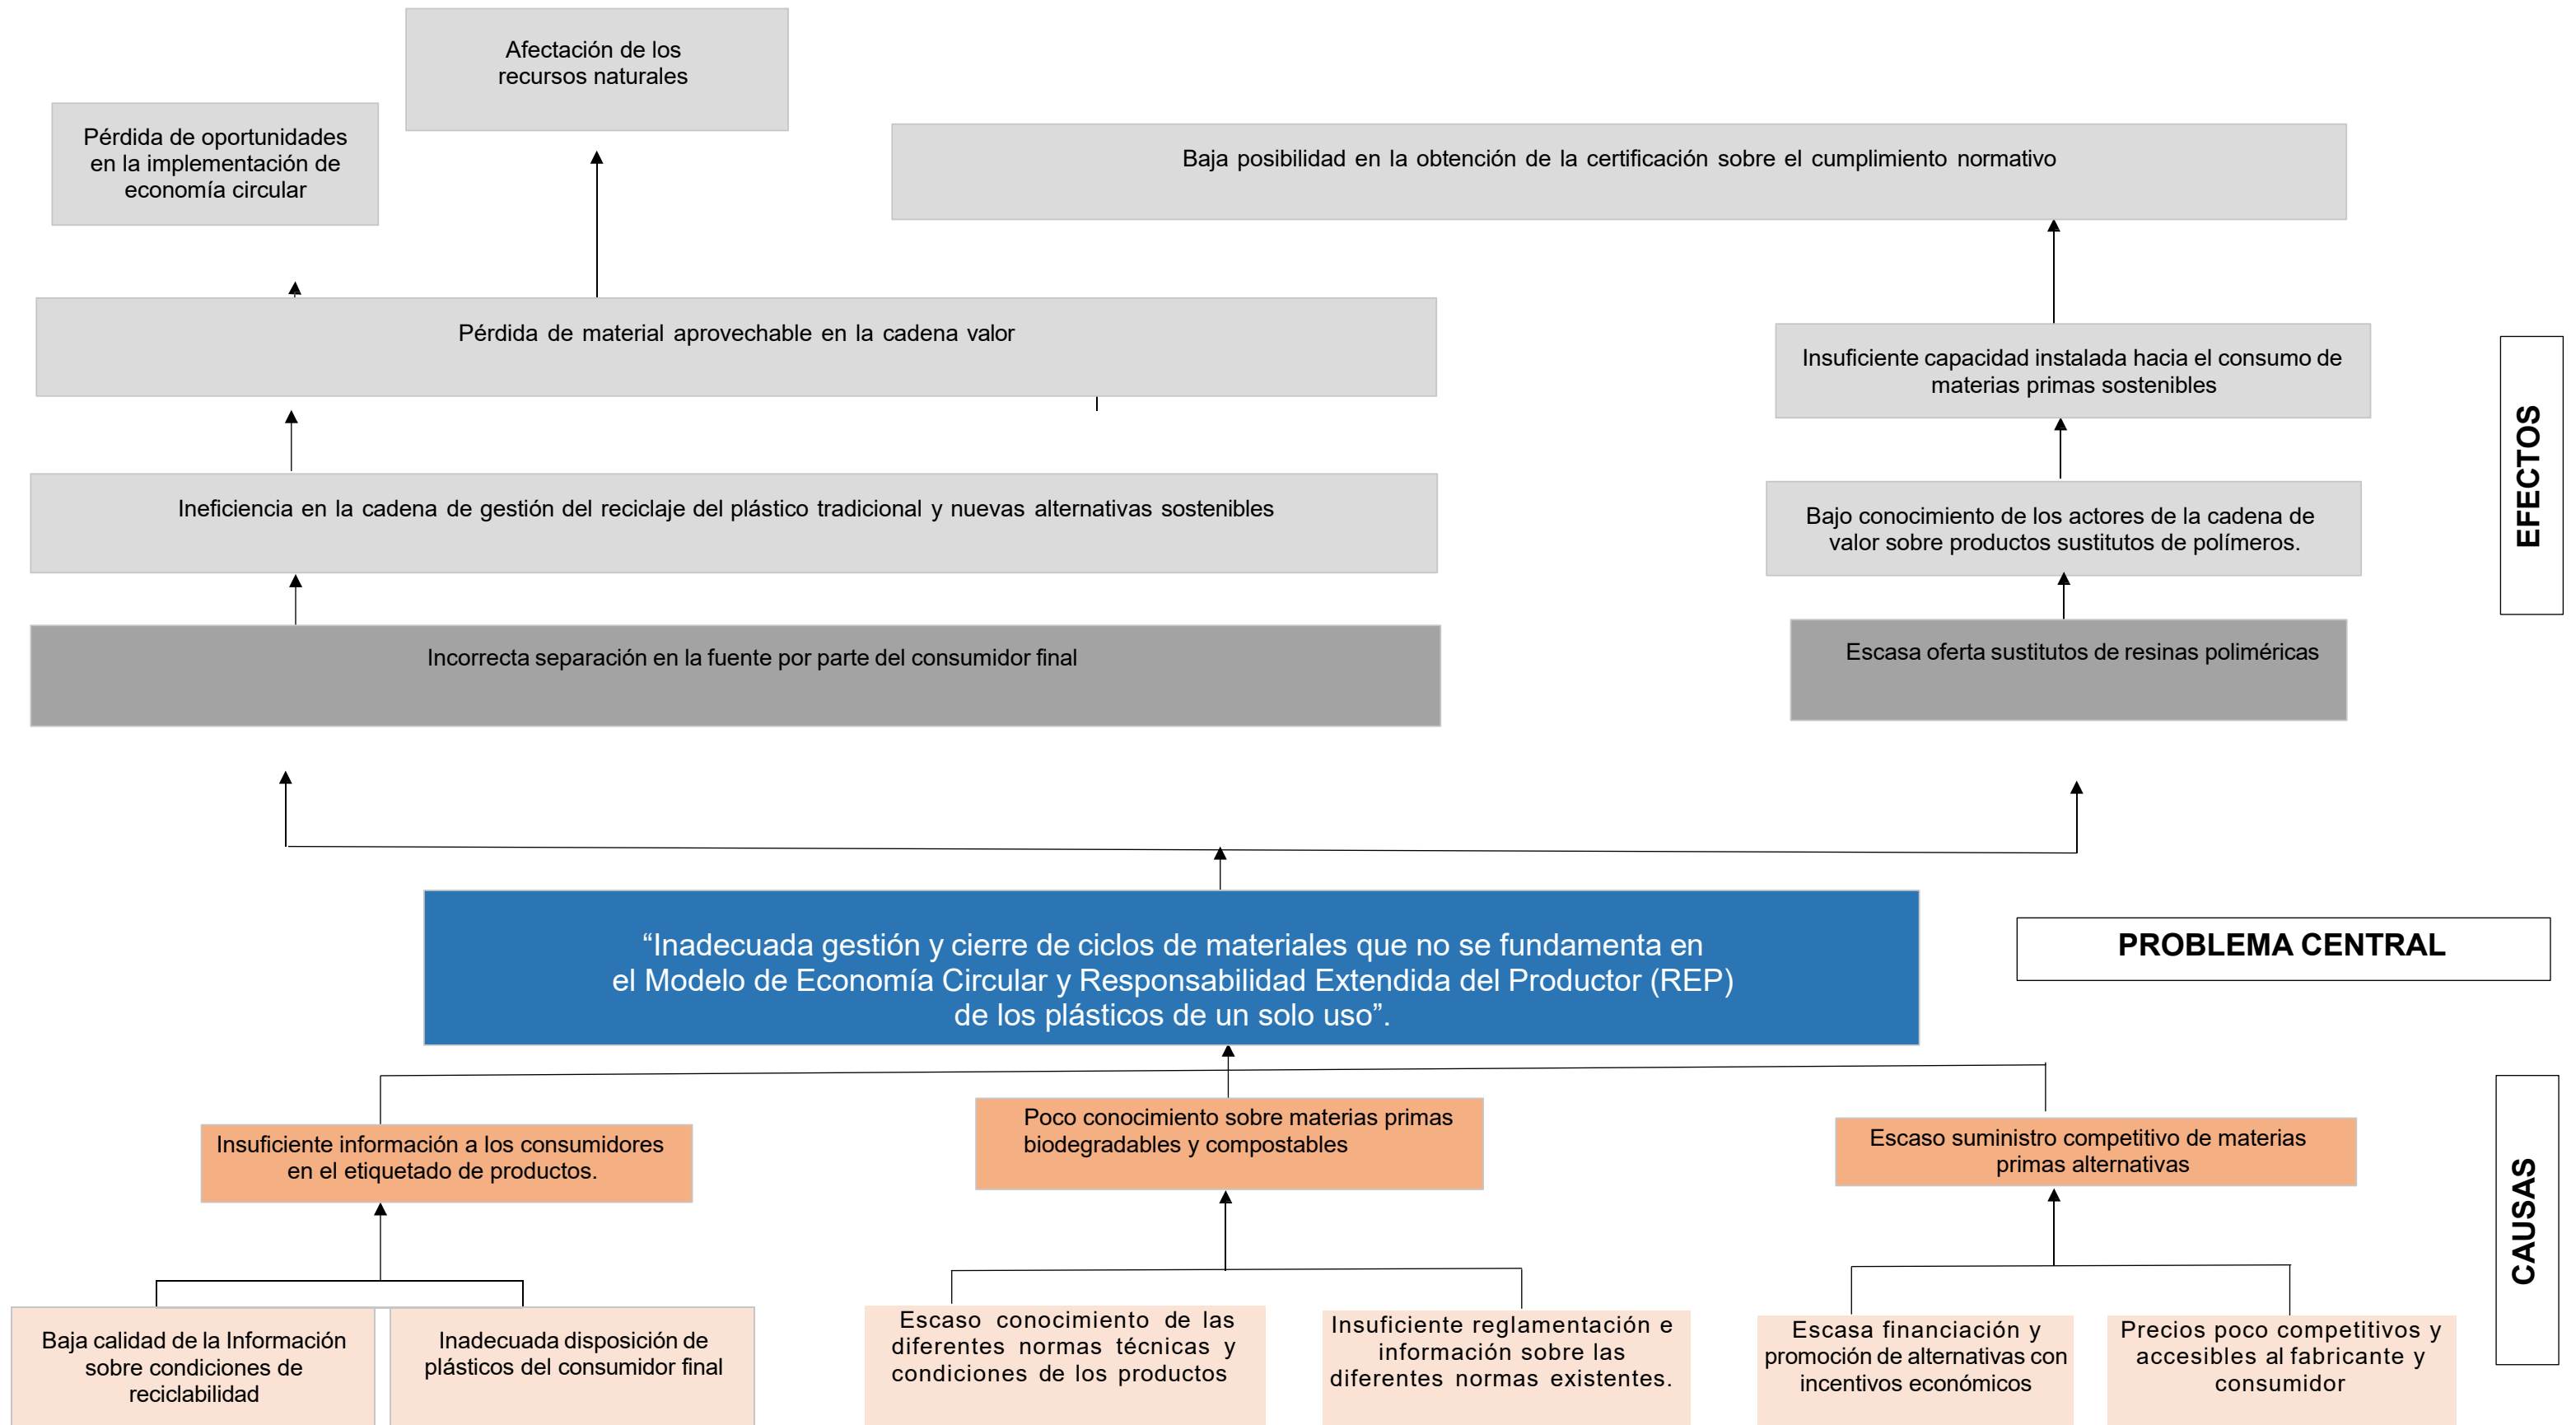 Afectación de los
recursos naturales
Pérdida de oportunidades
en la implementación de
economía circular
Baja posibilidad en la obtención de la certificación sobre el cumplimiento normativo
Pérdida de material aprovechable en la cadena valor
Insuficiente capacidad instalada hacia el consumo de
materias primas sostenibles
EFECTOS
Ineficiencia en la cadena de gestión del reciclaje del plástico tradicional y nuevas alternativas sostenibles
Bajo conocimiento de los actores de la cadena de
valor sobre productos sustitutos de polímeros.
Incorrecta separación en la fuente por parte del consumidor final
Escasa oferta sustitutos de resinas poliméricas
“Inadecuada gestión y cierre de ciclos de materiales que no se fundamenta en
el Modelo de Economía Circular y Responsabilidad Extendida del Productor (REP)
de los plásticos de un solo uso”.
PROBLEMA CENTRAL
Insuficiente información a los consumidores
en el etiquetado de productos.
Poco conocimiento sobre materias primas
biodegradables y compostables
Escaso suministro competitivo de materias
primas alternativas
CAUSAS
Baja calidad de la Información
sobre condiciones de
reciclabilidad
Inadecuada disposición de
plásticos del consumidor final
Escaso conocimiento de las
diferentes normas técnicas y
condiciones de los productos
Insuficiente reglamentación e
información sobre las
diferentes normas existentes.
Escasa financiación y
promoción de alternativas con
incentivos económicos
Precios poco competitivos y
accesibles al fabricante y
consumidor